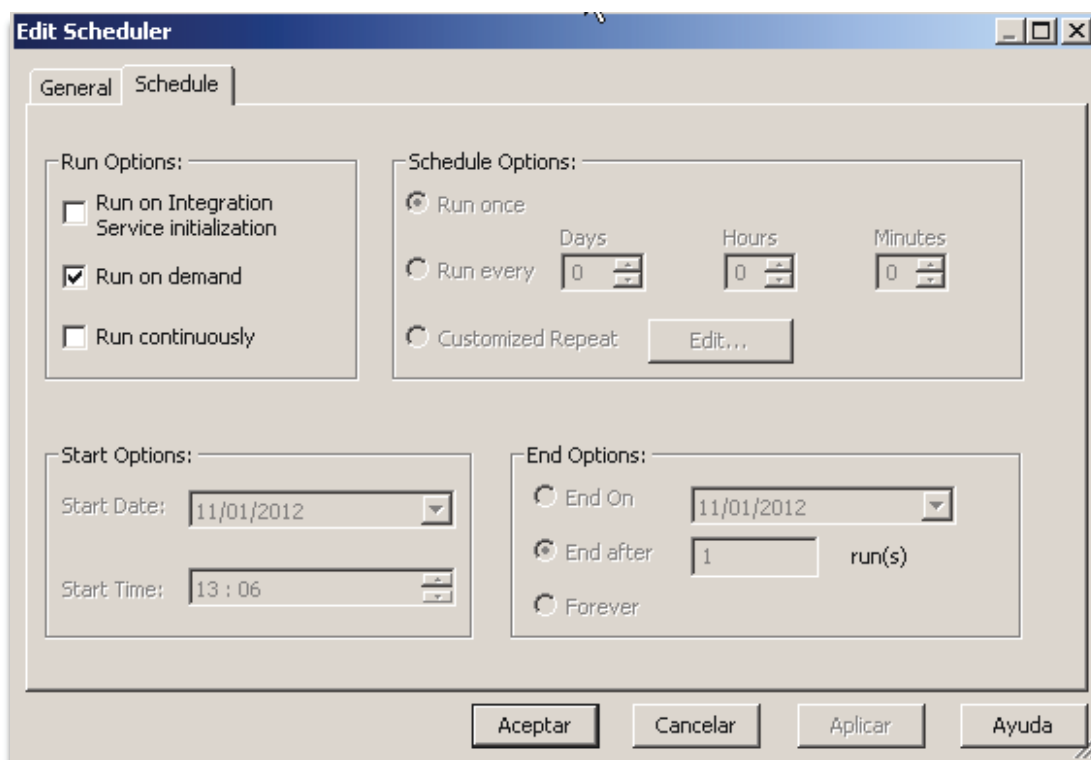 Edit Scheduler
General Schedule
Run Options:
Run on Integration
Service initialization
Run on demand
Run continuously
Schedule Options:
Run once
Days Hours Minutes
Run every 0 0 0
Customized Repeat Edit...
Start Options:
Start Date: 11/01/2012
Start Time: 13 : 06
End Options:
End On 11/01/2012
End after 1 run(s)
Forever
Aceptar Cancelar Aplicar Ayuda